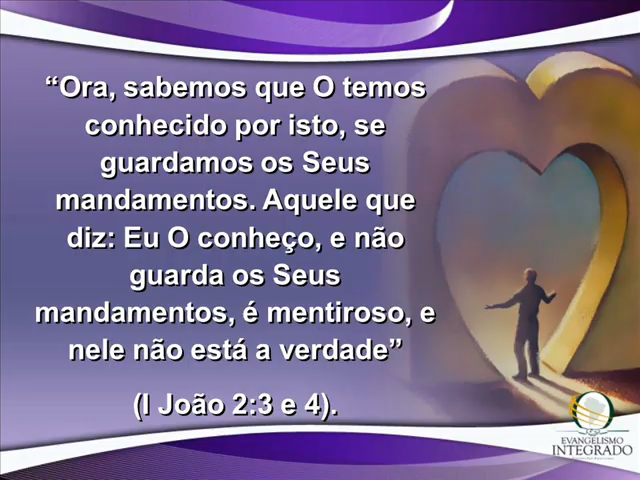 “Ora, sabemos que O temos
conhecido por isto, se
guardamos os Seus
mandamentos. Aquele que
diz: Eu O conheço, e não
guarda os Seus
mandamentos, é mentiroso, e
nele não está a verdade”
(I João 2:3 e 4).
EVANGELISMO
INTEGRADO